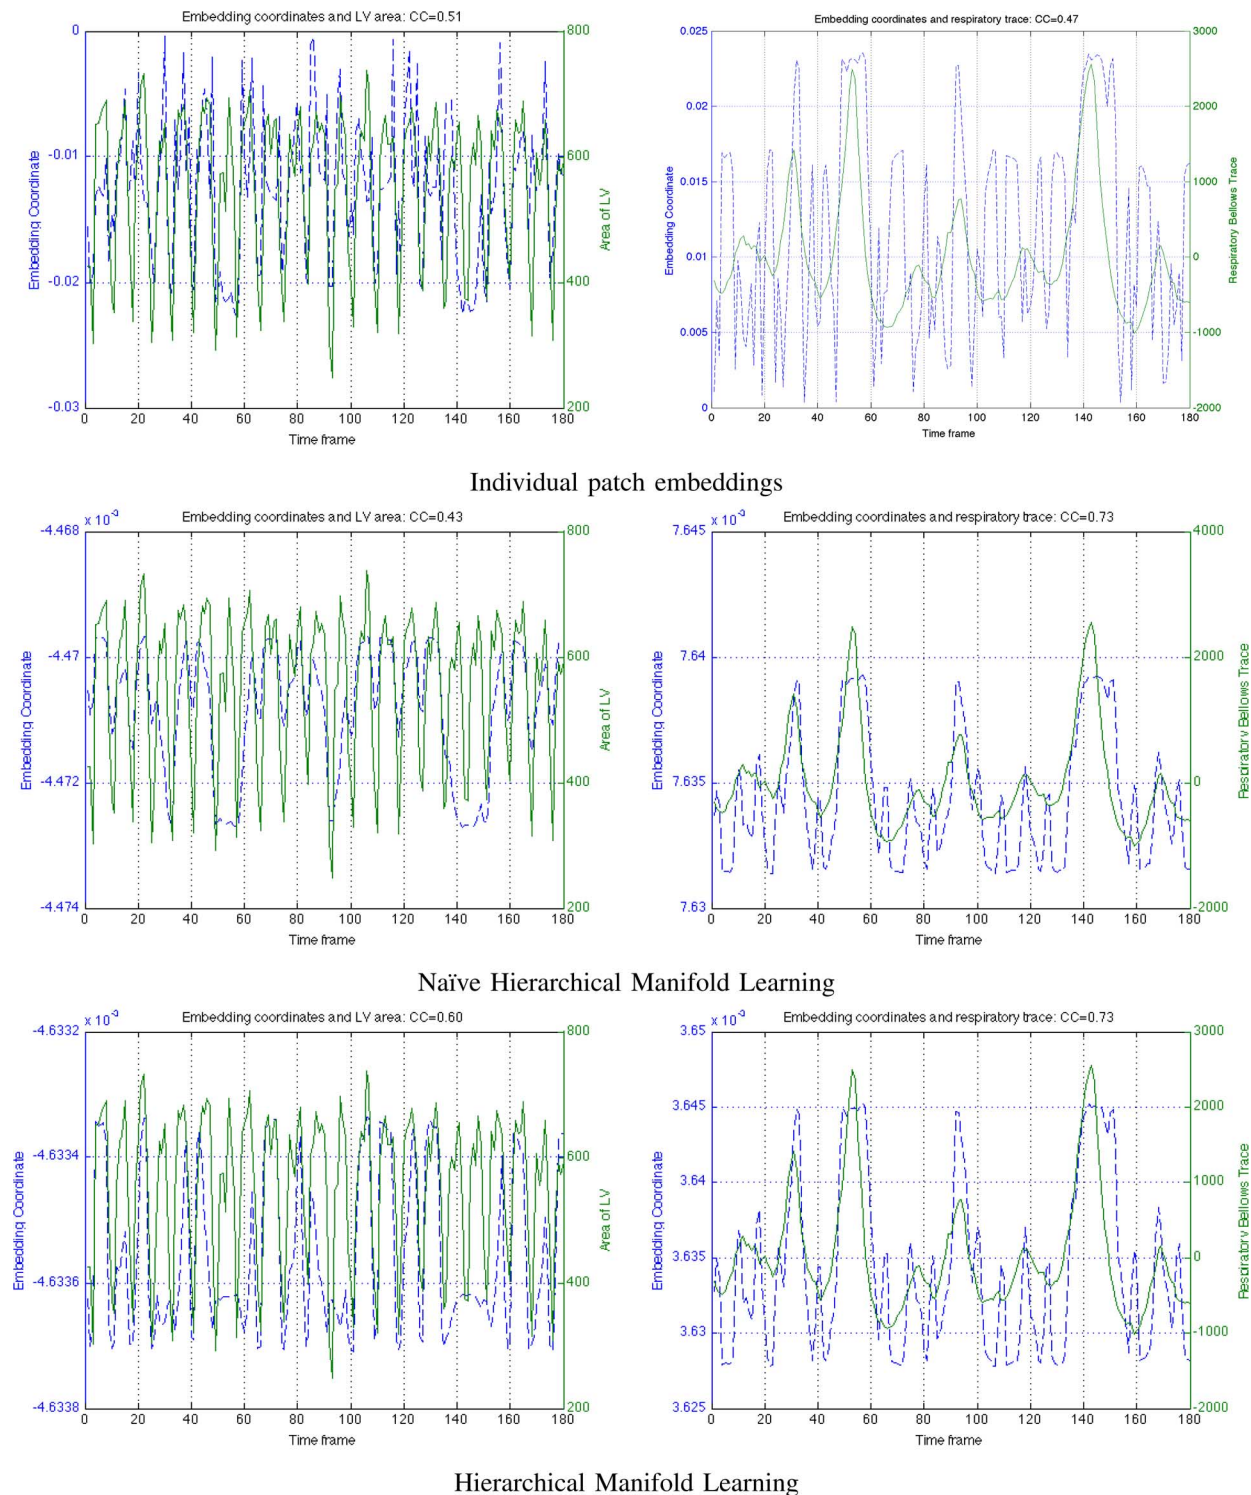 Embedding coordinates and LV area: CC=0.51
0
-0.01
-0.02
-0.03
Embedding Coordinate
800
600
400
200
Area of LV
0 20 40 60 80 100 120 140 160 180
Time frame
Embedding coordinates and respiratory trace: CC=0.47
0.025
0.02
0.015
0.01
0.005
0
Embedding Coordinate
3000
2000
1000
0
-1000
-2000
Respiratory Bellows Trace
0 20 40 60 80 100 120 140 160 180
Time frame
Individual patch embeddings
Embedding coordinates and LV area: CC=0.43
x 10⁻³
-4.468
-4.47
-4.472
-4.474
Embedding Coordinate
800
600
400
200
Area of LV
0 20 40 60 80 100 120 140 160 180
Time frame
Embedding coordinates and respiratory trace: CC=0.73
x 10⁻³
7.645
7.64
7.635
7.63
Embedding Coordinate
4000
2000
0
-2000
Respiratory Bellows Trace
0 20 40 60 80 100 120 140 160 180
Time frame
Naïve Hierarchical Manifold Learning
Embedding coordinates and LV area: CC=0.60
x 10⁻³
-4.6332
-4.6334
-4.6336
-4.6338
Embedding Coordinate
800
600
400
200
Area of LV
0 20 40 60 80 100 120 140 160 180
Time frame
Embedding coordinates and respiratory trace: CC=0.73
x 10⁻³
3.65
3.645
3.64
3.635
3.63
3.625
Embedding Coordinate
3000
2000
1000
0
-1000
-2000
Respiratory Bellows Trace
0 20 40 60 80 100 120 140 160 180
Time frame
Hierarchical Manifold Learning